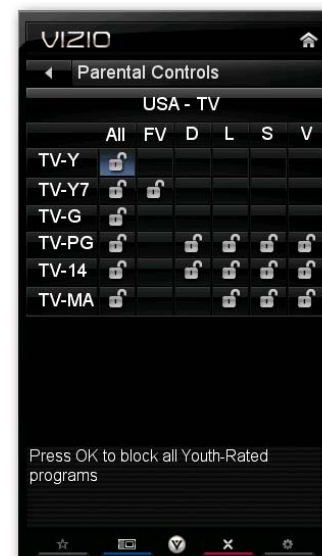 VIZIO
Parental Controls
USA - TV
All FV D L S V
TV-Y
TV-Y7
TV-G
TV-PG
TV-14
TV-MA
Press OK to block all Youth-Rated
programs